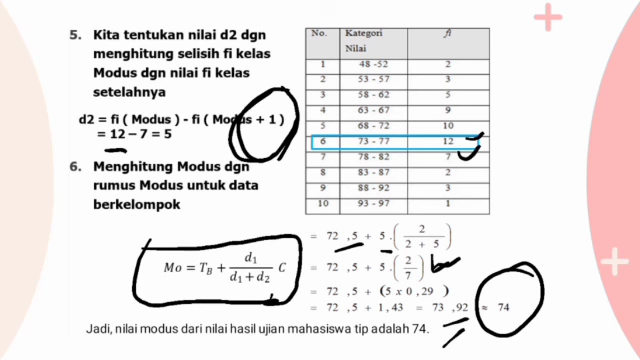 5. Kita tentukan nilai d2 dgn
menghitung selisih fi kelas
Modus dgn nilai fi kelas
setelahnya
d2 = fi ( Modus ) - fi ( Modus + 1 )
= 12 – 7 = 5
6. Menghitung Modus dgn
rumus Modus untuk data
berkelompok
No. Kategori Nilai fi
1 48 -52 2
2 53 - 57 3
3 58 - 62 5
4 63 - 67 9
5 68 - 72 10
6 73 - 77 12
7 78 - 82 7
8 83 - 87 2
9 88 - 92 3
10 93 - 97 1
Mo = T_B + d₁ / (d₁ + d₂) C
= 72 ,5 + 5 . ( 2 / (2 + 5) )
= 72 ,5 + 5 . ( 2 / 7 )
= 72 ,5 + (5 x 0 , 29 )
= 72 ,5 + 1 , 43 = 73 , 92 ≈ 74
Jadi, nilai modus dari nilai hasil ujian mahasiswa tip adalah 74.